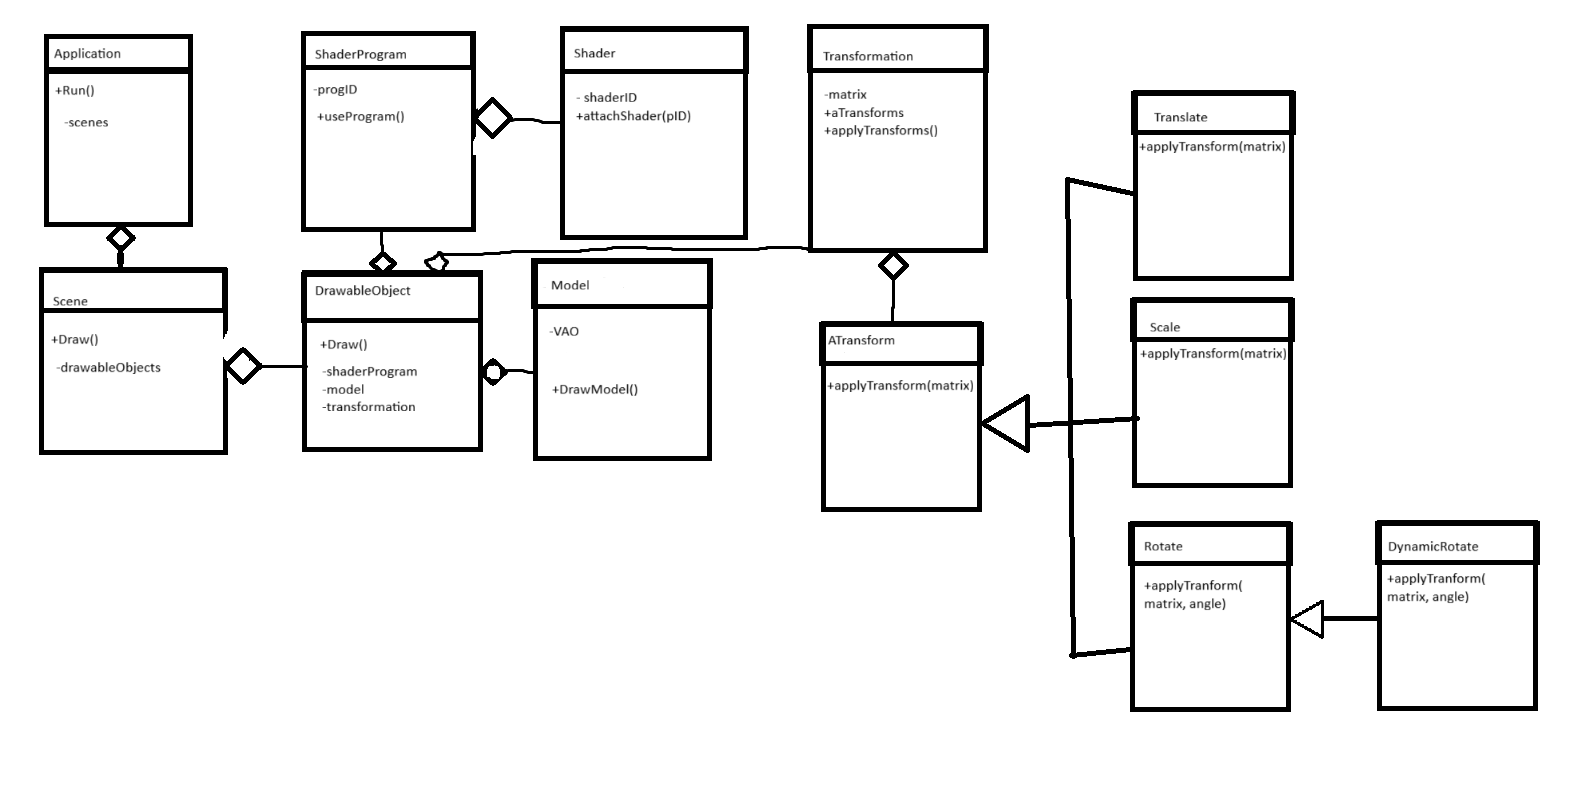 Application
+Run()
-scenes
ShaderProgram
-progID
+useProgram()
Shader
- shaderID
+attachShader(pID)
Transformation
-matrix
+aTransforms
+applyTransforms()
Translate
+applyTransform(matrix)
Scene
+Draw()
-drawableObjects
DrawableObject
+Draw()
-shaderProgram
-model
-transformation
Model
-VAO
+DrawModel()
ATransform
+applyTransform(matrix)
Scale
+applyTransform(matrix)
Rotate
+applyTranform(
matrix, angle)
DynamicRotate
+applyTranform(
matrix, angle)